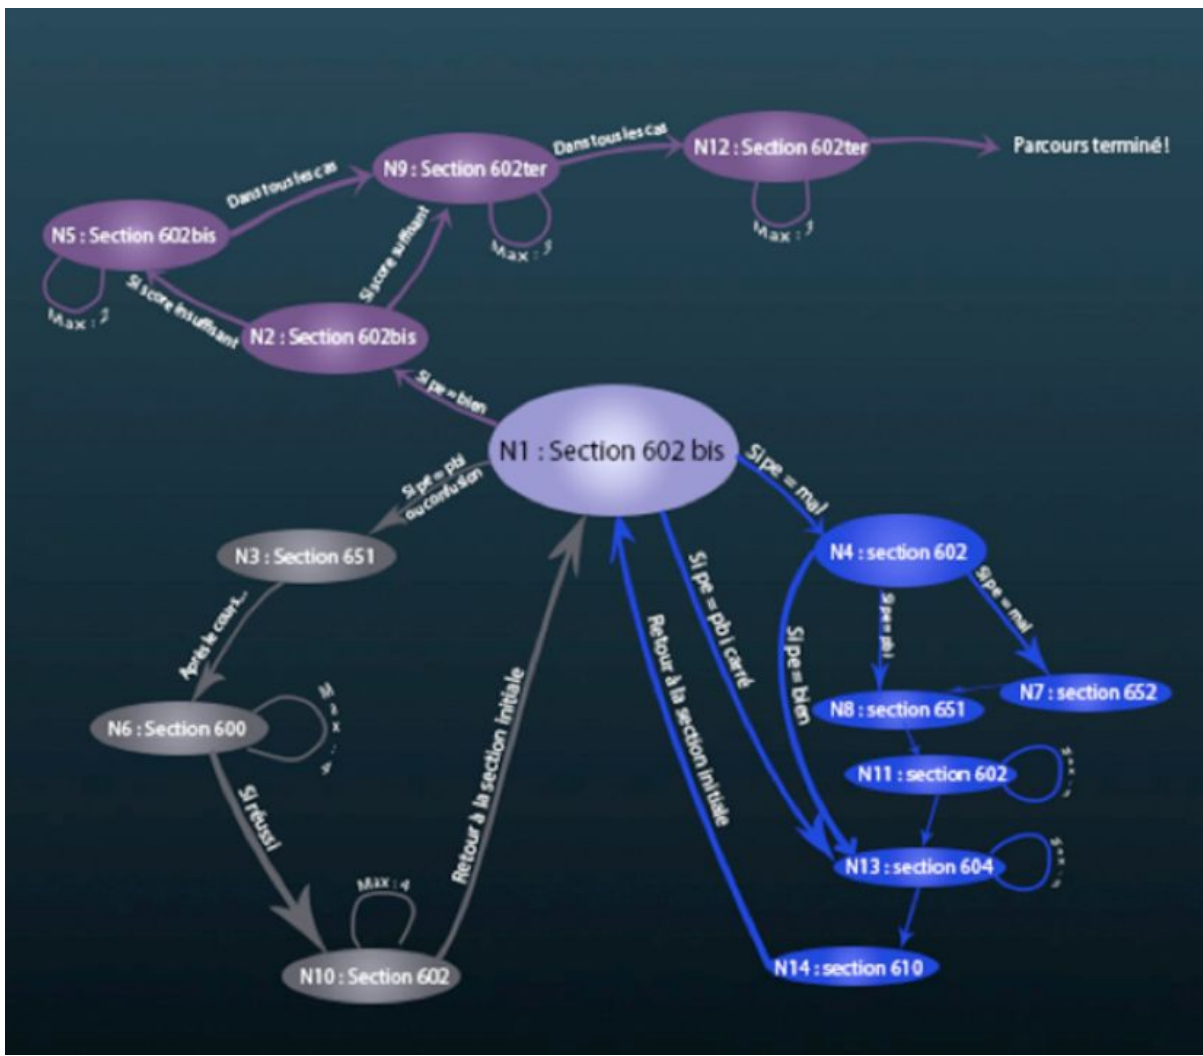 Dans tous les cas
N12 : Section 602ter
Parcours terminé !
Dans tous les cas
N9 : Section 602ter
Max : 3
Max : 3
N5 : Section 602bis
Max : 2
Si score insuffisant
Si score suffisant
N2 : Section 602bis
Si pe = bien
N1 : Section 602 bis
Si pe = pbi
ou confusion
Si pe = mal
N3 : Section 651
N4 : section 602
Si pe = pbi carré
Si pe = bien
Si pe = pbi
Si pe = mal
Après le cours...
Retour à la section initiale
Retour à la section initiale
N6 : Section 600
Max : 4
N7 : section 652
N8 : section 651
N11 : section 602
Si réussi
N13 : section 604
Max : 4
N10 : Section 602
N14 : section 610